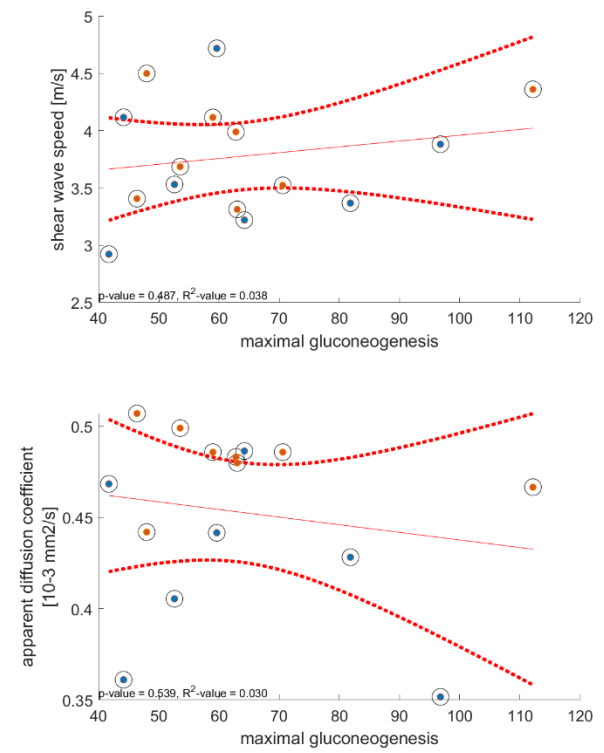 5
4.5
4
3.5
3
2.5
shear wave speed [m/s]
p-value = 0.487, R2-value = 0.038
40 50 60 70 80 90 100 110 120
maximal gluconeogenesis
0.5
0.45
0.4
0.35
apparent diffusion coefficient
[10-3 mm2/s]
p-value = 0.539, R2-value = 0.030
40 50 60 70 80 90 100 110 120
maximal gluconeogenesis